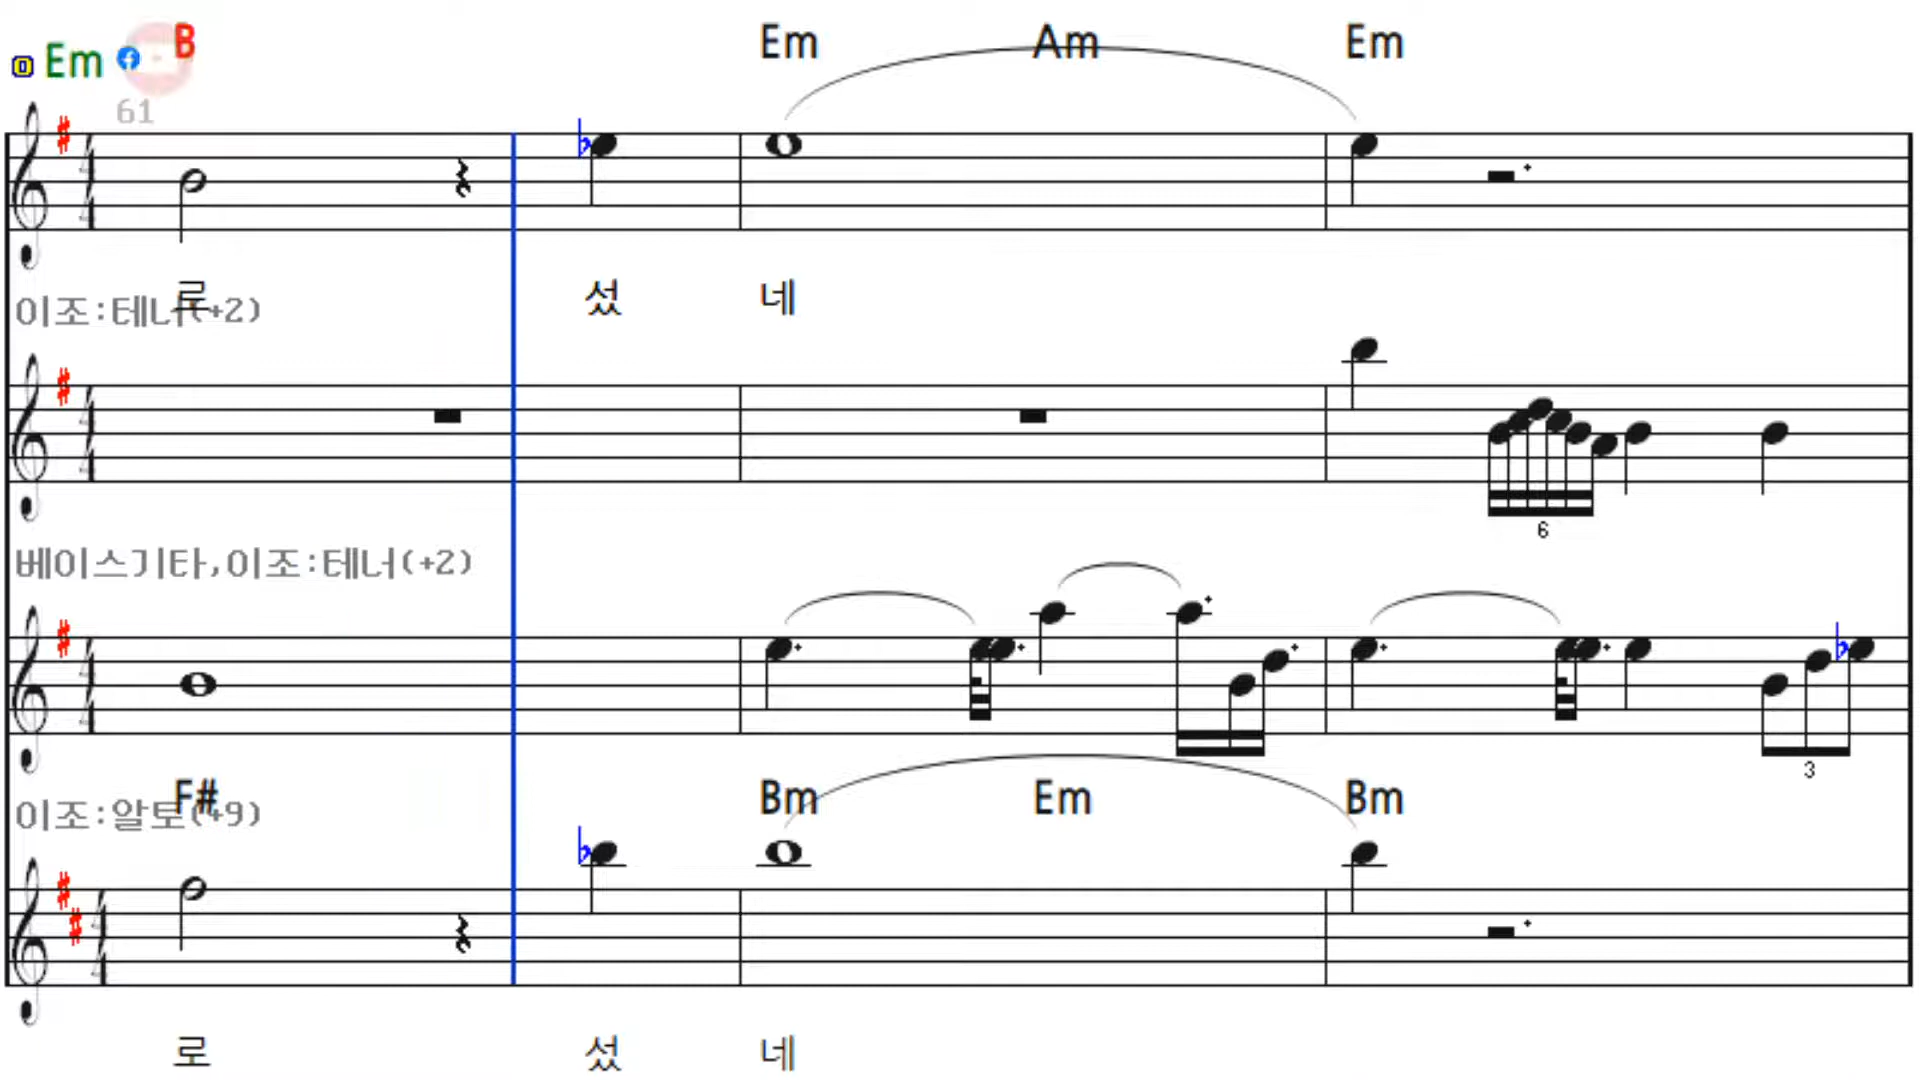 Em B Em Am Em
61
로 섰 네
이조:테너(+2)
6
베이스기타,이조:테너(+2)
3
F# Bm Em Bm
이조:알토(+9)
로 섰 네